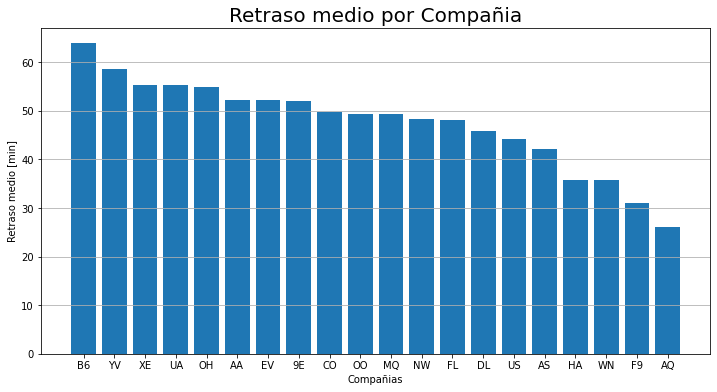 Retraso medio por Compañia
Retraso medio [min]
60
50
40
30
20
10
0
B6 YV XE UA OH AA EV 9E CO OO MQ NW FL DL US AS HA WN F9 AQ
Compañias